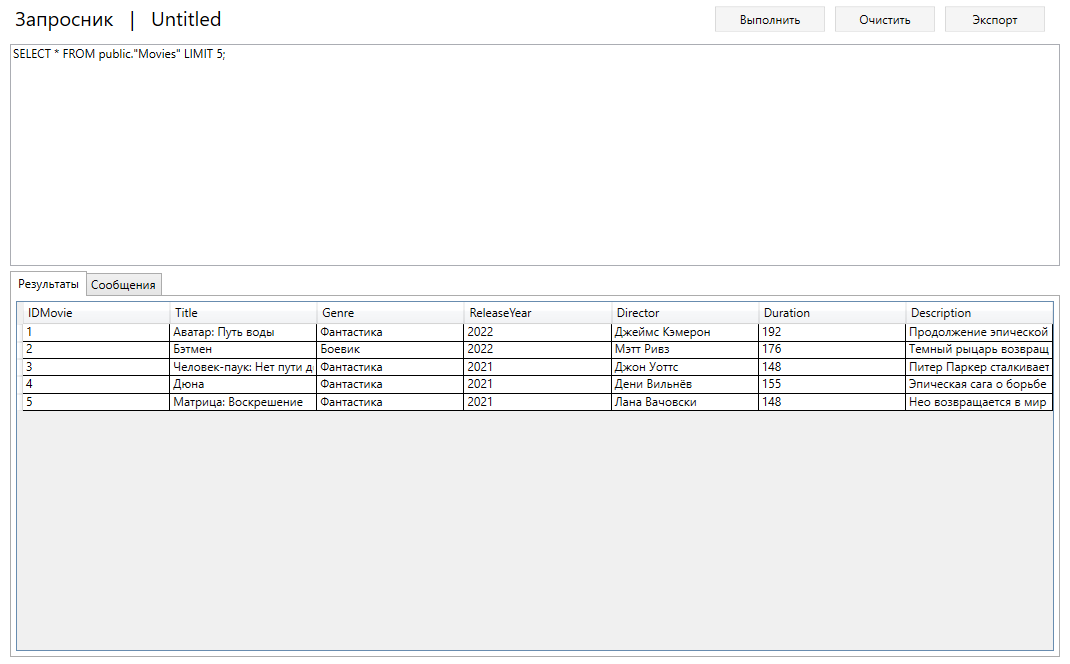 Запросник | Untitled Выполнить Очистить Экспорт
SELECT * FROM public."Movies" LIMIT 5;
Результаты Сообщения
IDMovie Title Genre ReleaseYear Director Duration Description
1 Аватар: Путь воды Фантастика 2022 Джеймс Кэмерон 192 Продолжение эпической
2 Бэтмен Боевик 2022 Мэтт Ривз 176 Темный рыцарь возвращ
3 Человек-паук: Нет пути д Фантастика 2021 Джон Уоттс 148 Питер Паркер сталкивает
4 Дюна Фантастика 2021 Дени Вильнёв 155 Эпическая сага о борьбе
5 Матрица: Воскрешение Фантастика 2021 Лана Вачовски 148 Нео возвращается в мир